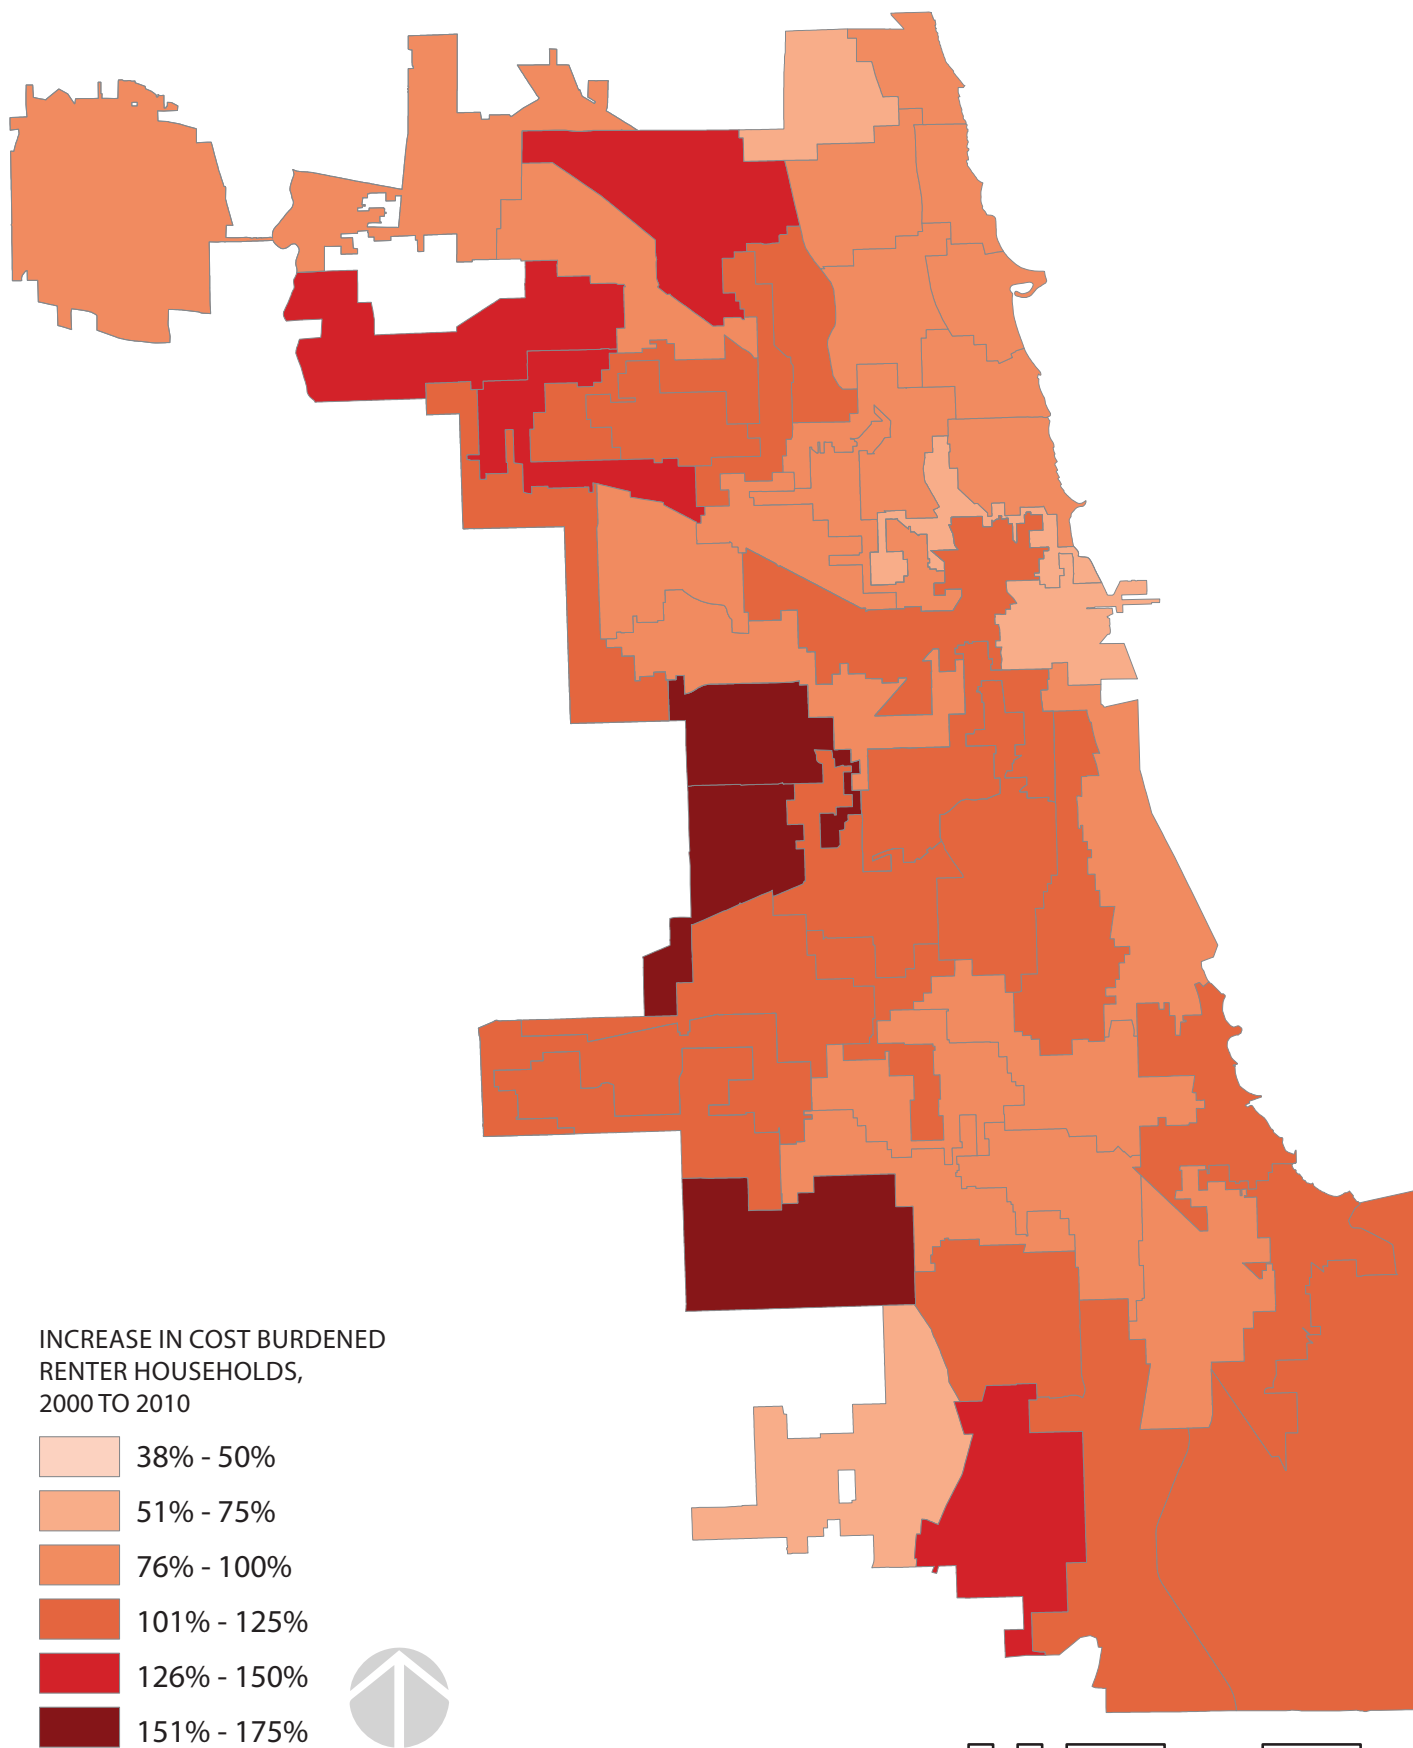 INCREASE IN COST BURDENED
RENTER HOUSEHOLDS,
2000 TO 2010
38% - 50%
51% - 75%
76% - 100%
101% - 125%
126% - 150%
151% - 175%